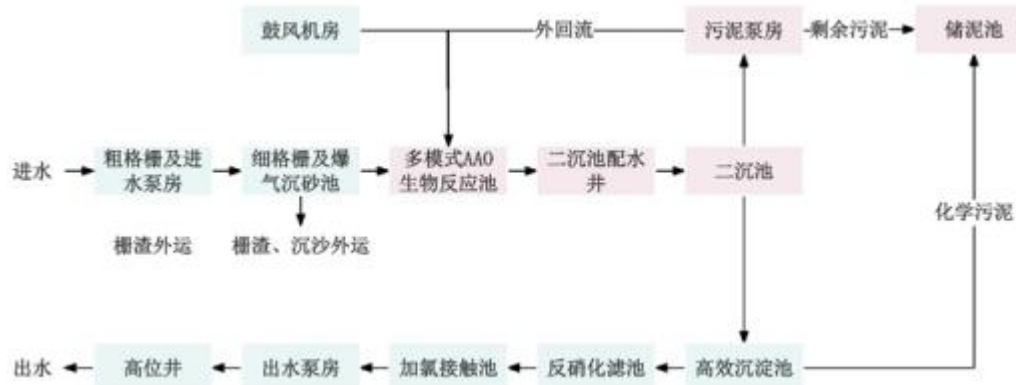 鼓风机房
外回流
污泥泵房
剩余污泥
储泥池
进水
粗格栅及进
水泵房
细格栅及爆
气沉砂池
多模式AAO
生物反应池
二沉池配水
井
二沉池
化学污泥
栅渣外运
栅渣、沉沙外运
出水
高位井
出水泵房
加氯接触池
反硝化滤池
高效沉淀池